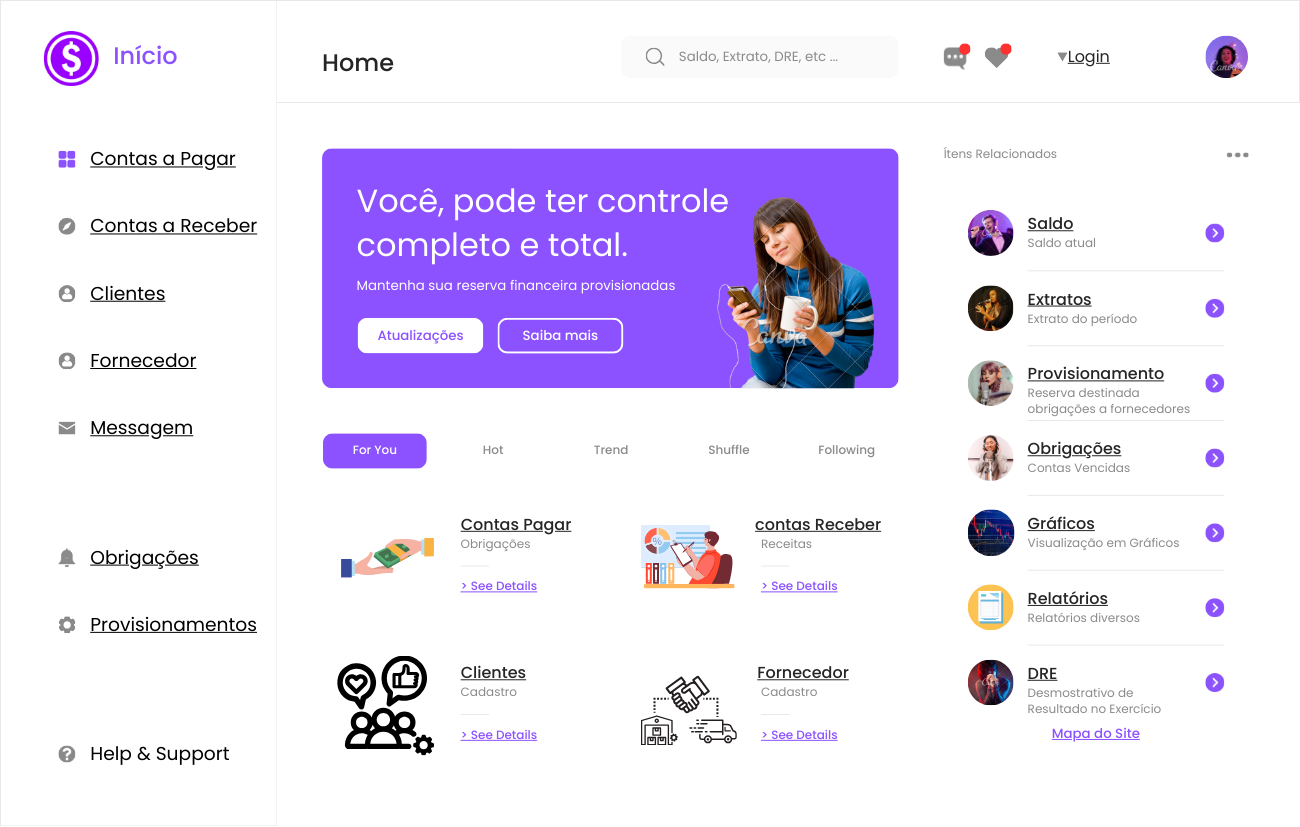 Início
Home
Saldo, Extrato, DRE, etc ...
Login
Contas a Pagar
Contas a Receber
Clientes
Fornecedor
Messagem
Obrigações
Provisionamentos
Help & Support
Você, pode ter controle
completo e total.
Mantenha sua reserva financeira provisionadas
Atualizações
Saiba mais
Canva
For You
Hot
Trend
Shuffle
Following
Contas Pagar
Obrigações
> See Details
contas Receber
Receitas
> See Details
Clientes
Cadastro
> See Details
Fornecedor
Cadastro
> See Details
Ítens Relacionados
Saldo
Saldo atual
Extratos
Extrato do período
Provisionamento
Reserva destinada
obrigações a fornecedores
Obrigações
Contas Vencidas
Gráficos
Visualização em Gráficos
Relatórios
Relatórios diversos
DRE
Desmostrativo de
Resultado no Exercício
Mapa do Site